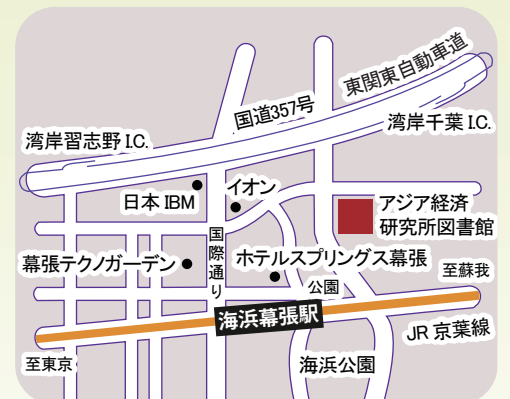 東関東自動車道
国道357号
湾岸千葉 I.C.
湾岸習志野 I.C.
日本 IBM
イオン
アジア経済
研究所図書館
国際通り
幕張テクノガーデン
ホテルスプリングス幕張
至蘇我
公園
海浜幕張駅
JR 京葉線
至東京
海浜公園